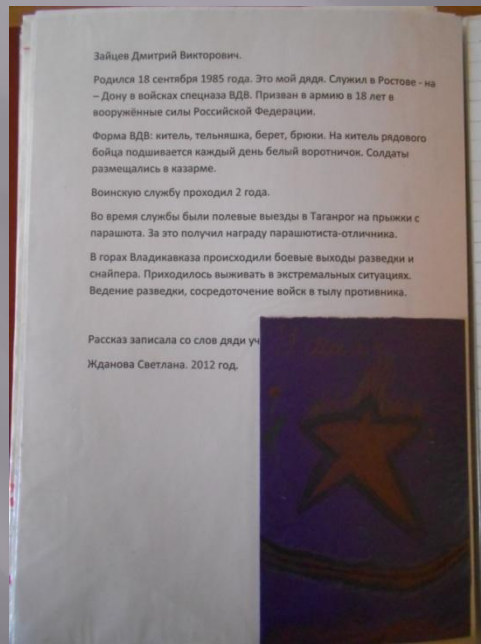 Зайцев Дмитрий Викторович.
Родился 18 сентября 1985 года. Это мой дядя. Служил в Ростове - на
– Дону в войсках спецназа ВДВ. Призван в армию в 18 лет в
вооружённые силы Российской Федерации.
Форма ВДВ: китель, тельняшка, берет, брюки. На китель рядового
бойца подшивается каждый день белый воротничок. Солдаты
размещались в казарме.
Воинскую службу проходил 2 года.
Во время службы были полевые выезды в Таганрог на прыжки с
парашюта. За это получил награду парашютиста-отличника.
В горах Владикавказа происходили боевые выходы разведки и
снайпера. Приходилось выживать в экстремальных ситуациях.
Ведение разведки, сосредоточение войск в тылу противника.
Рассказ записала со слов дяди уч
Жданова Светлана. 2012 год.